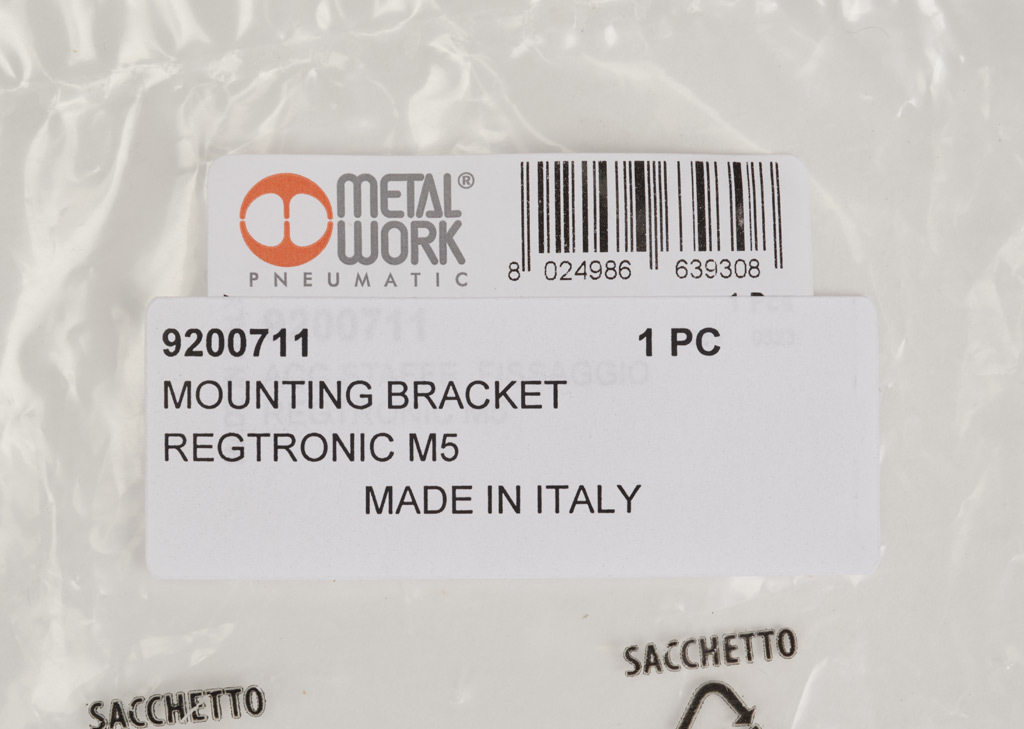 METAL®
WORK
PNEUMATIC
8 024986 639308
9200711 1 PC
MOUNTING BRACKET
REGTRONIC M5
MADE IN ITALY
SACCHETTO
SACCHETTO